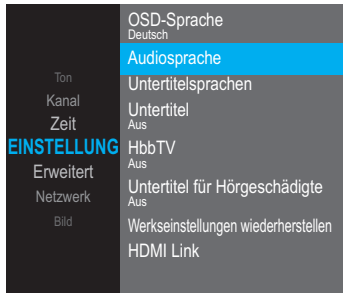 Ton
Kanal
Zeit
EINSTELLUNG
Erweitert
Netzwerk
Bild
OSD-Sprache
Deutsch
Audiosprache
Untertitelsprachen
Untertitel
Aus
HbbTV
Aus
Untertitel für Hörgeschädigte
Aus
Werkseinstellungen wiederherstellen
HDMI Link